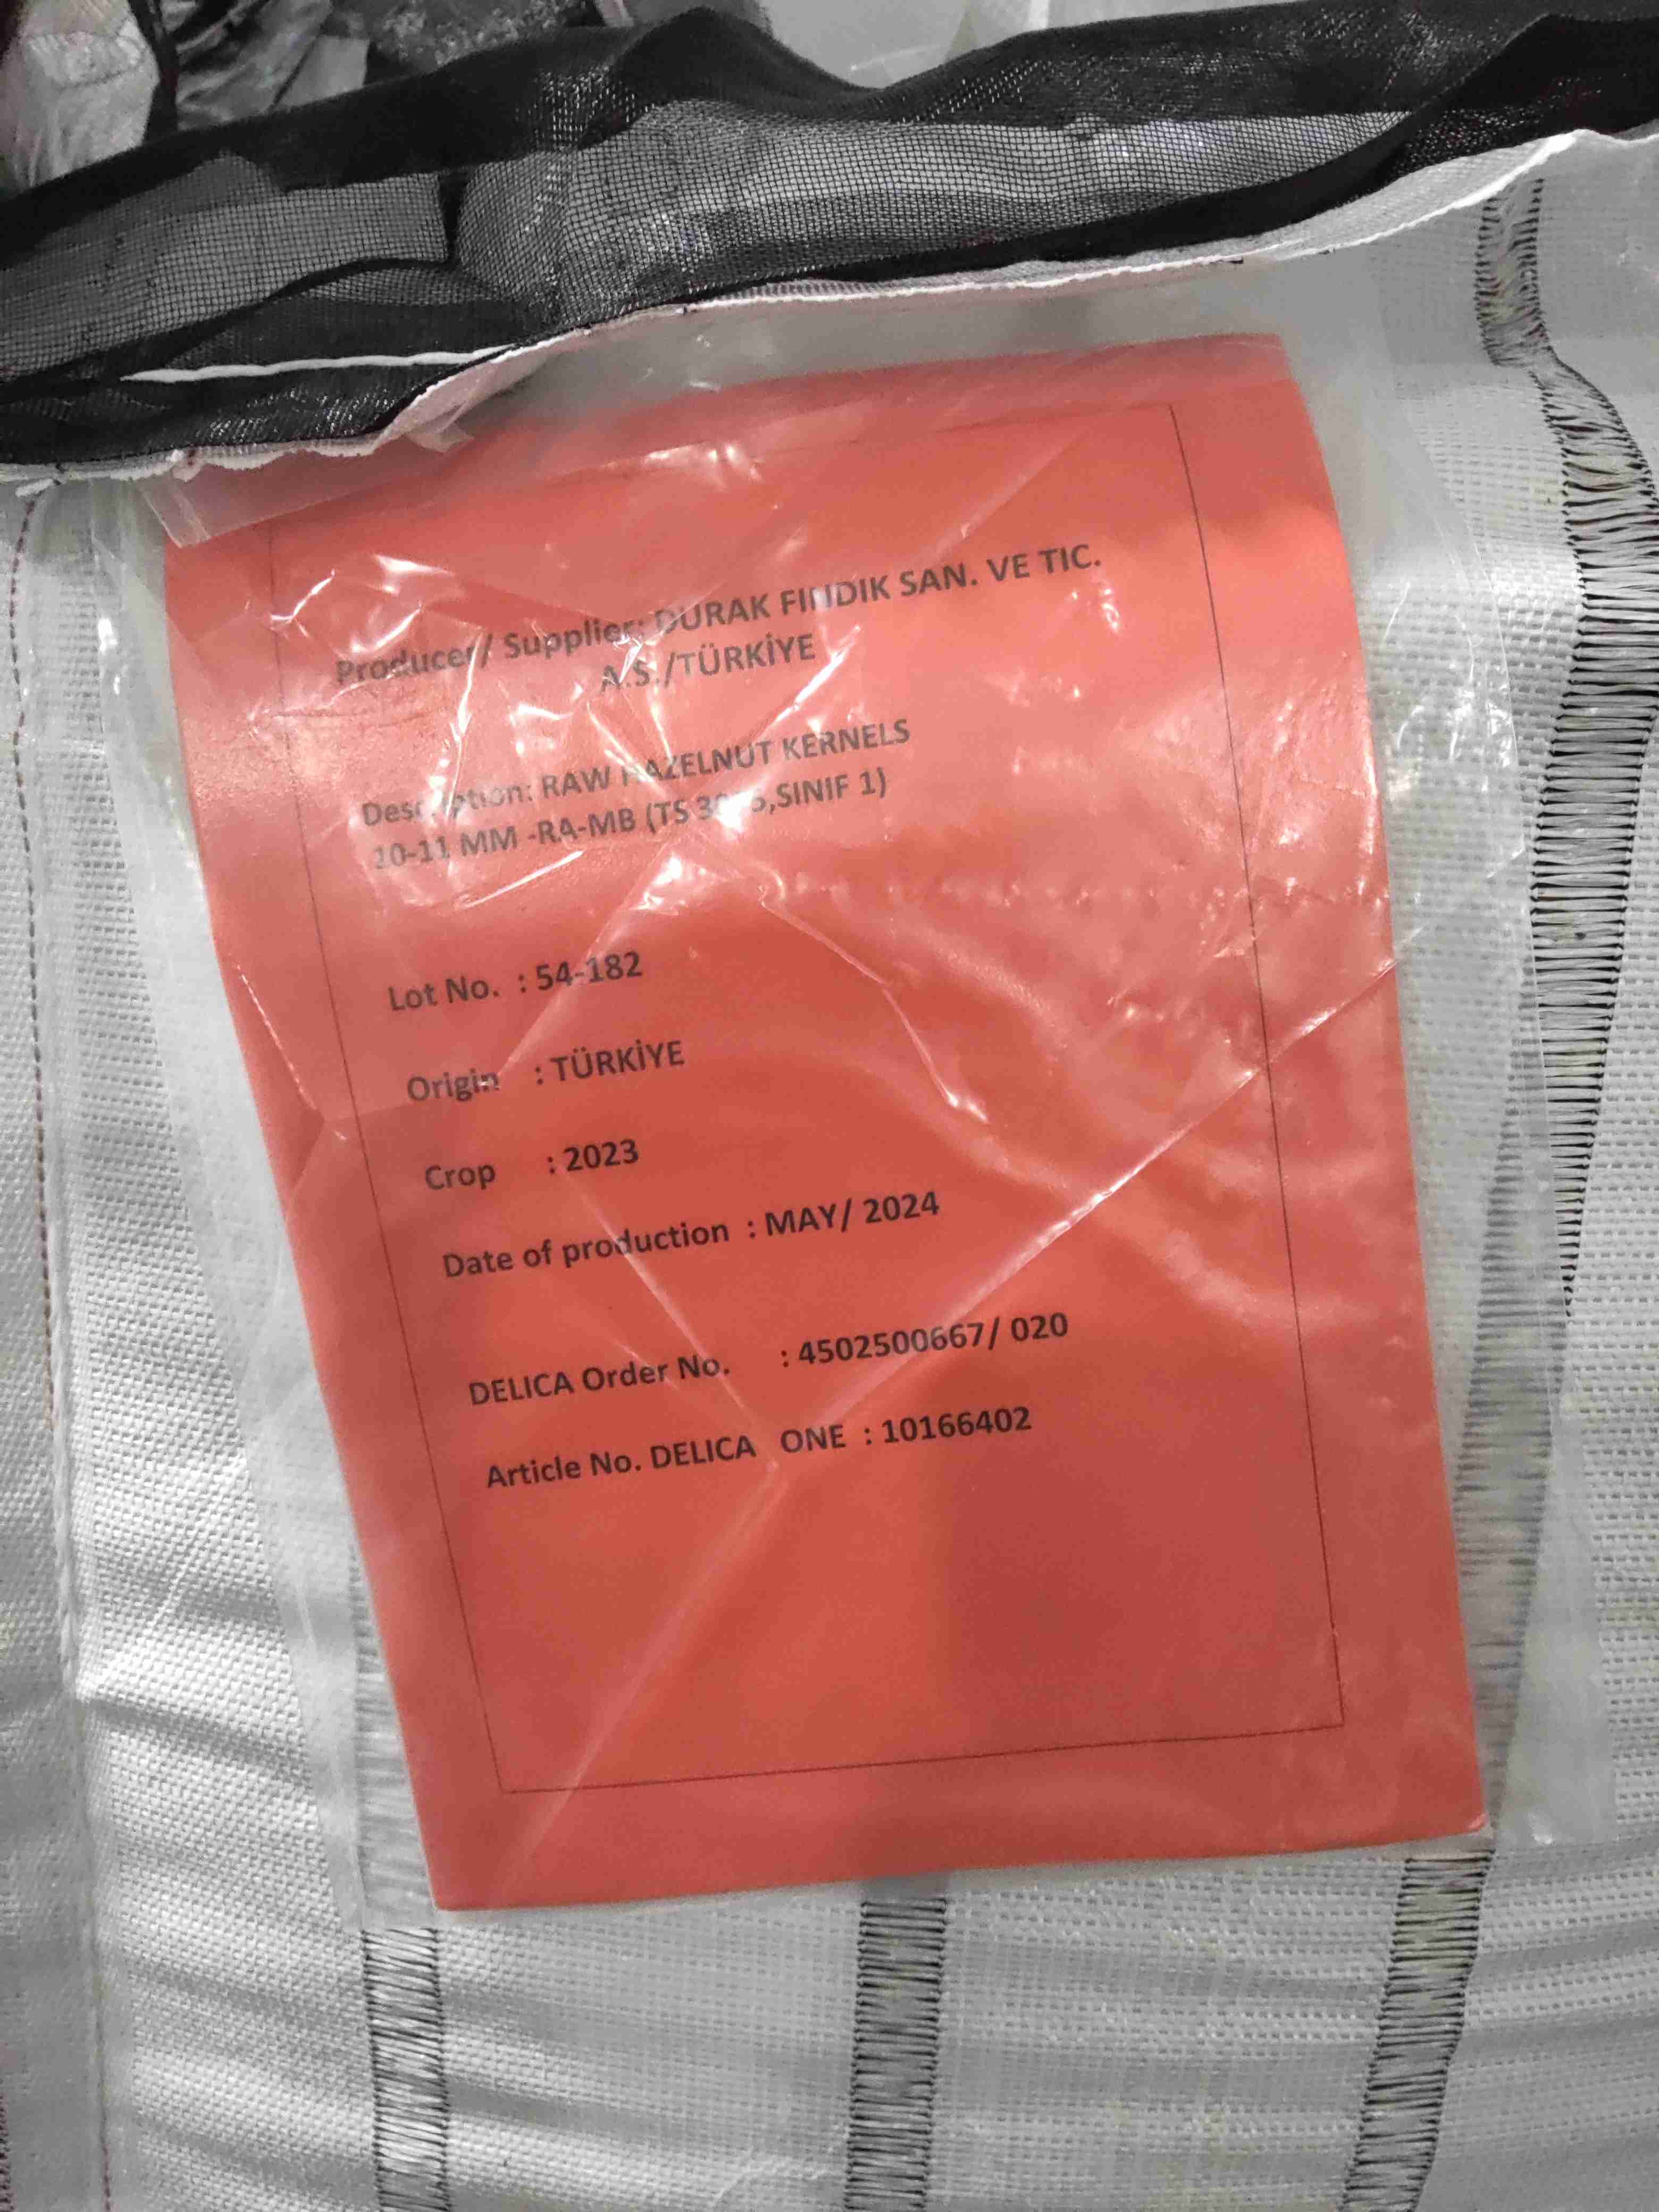 Producer/ Supplier: DURAK FINDIK SAN. VE TIC.
A.S./TÜRKİYE
Description: RAW HAZELNUT KERNELS
10-11 MM -RA-MB (TS ,SINIF 1)
Lot No. : 54-182
Origin : TÜRKİYE
Crop : 2023
Date of production : MAY/ 2024
DELICA Order No. : 4502500667/ 020
Article No. DELICA ONE : 10166402